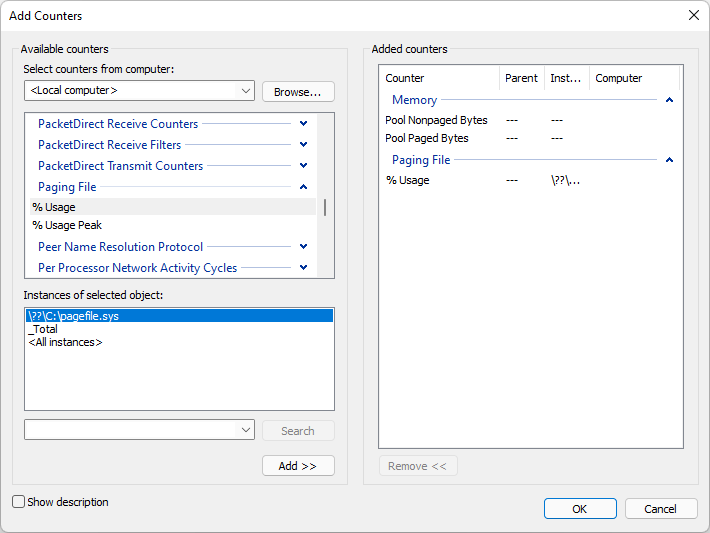 Add Counters
Available counters
Select counters from computer:
<Local computer>
Browse...
PacketDirect Receive Counters
PacketDirect Receive Filters
PacketDirect Transmit Counters
Paging File
% Usage
% Usage Peak
Peer Name Resolution Protocol
Per Processor Network Activity Cycles
Instances of selected object:
\??\C:\pagefile.sys
_Total
<All instances>
Search
Add >>
Show description
Added counters
Counter Parent Inst... Computer
Memory
Pool Nonpaged Bytes --- ---
Pool Paged Bytes --- ---
Paging File
% Usage --- \??\...
Remove <<
OK Cancel